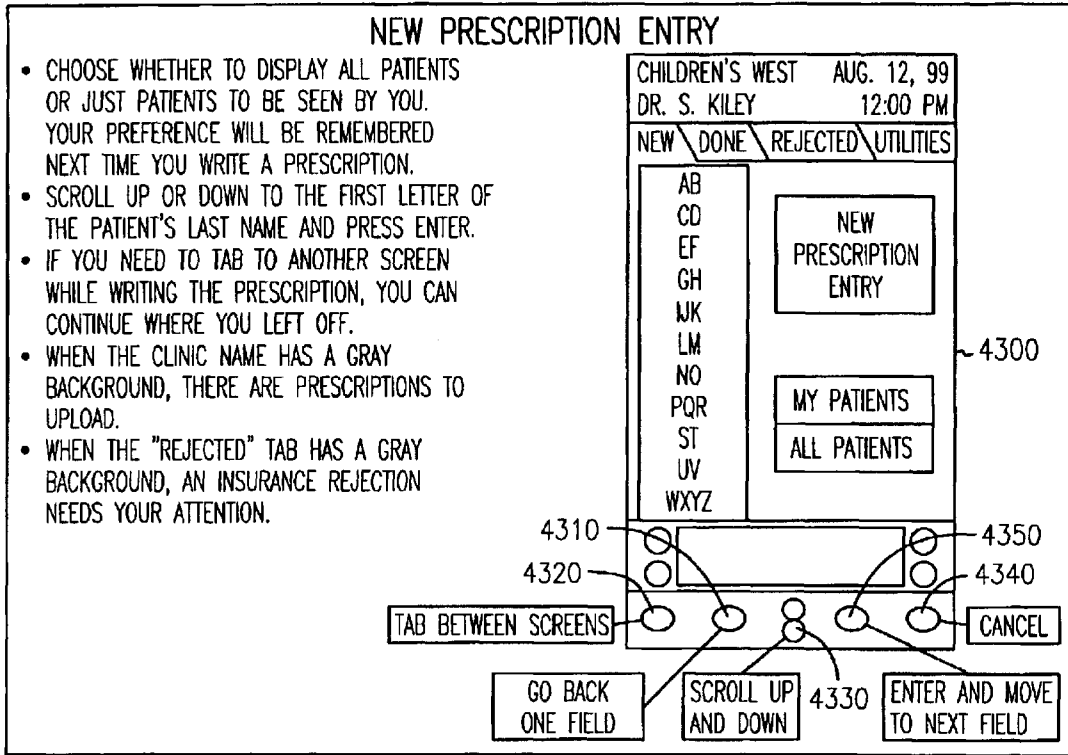 NEW PRESCRIPTION ENTRY
• CHOOSE WHETHER TO DISPLAY ALL PATIENTS
OR JUST PATIENTS TO BE SEEN BY YOU.
YOUR PREFERENCE WILL BE REMEMBERED
NEXT TIME YOU WRITE A PRESCRIPTION.
• SCROLL UP OR DOWN TO THE FIRST LETTER OF
THE PATIENT'S LAST NAME AND PRESS ENTER.
• IF YOU NEED TO TAB TO ANOTHER SCREEN
WHILE WRITING THE PRESCRIPTION, YOU CAN
CONTINUE WHERE YOU LEFT OFF.
• WHEN THE CLINIC NAME HAS A GRAY
BACKGROUND, THERE ARE PRESCRIPTIONS TO
UPLOAD.
• WHEN THE "REJECTED" TAB HAS A GRAY
BACKGROUND, AN INSURANCE REJECTION
NEEDS YOUR ATTENTION.
CHILDREN'S WEST AUG. 12, 99
DR. S. KILEY 12:00 PM
NEW DONE REJECTED UTILITIES
AB
CD
EF
GH
IJK
LM
NO
PQR
ST
UV
WXYZ
NEW
PRESCRIPTION
ENTRY
MY PATIENTS
ALL PATIENTS
4300
4310
4350
4320
4340
TAB BETWEEN SCREENS
CANCEL
GO BACK
ONE FIELD
SCROLL UP
AND DOWN
4330
ENTER AND MOVE
TO NEXT FIELD